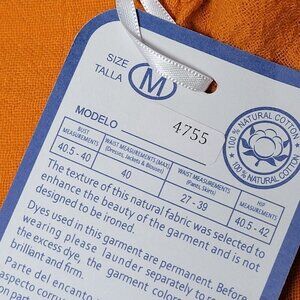 SIZE
TALLA
M
MODELO
4755
100% NATURAL COTTON
100% NATURAL COTTON
BUST MEASUREMENTS
WAIST MEASUREMENTS (MAX) (Dresses, Jackets & Blouses)
WAIST MEASUREMENTS (Pants, Skirts)
HIP MEASUREMENTS
40.5 - 40
40
27 - 39
40.5 - 42
The texture of this natural fabric was selected to
enhance the beauty of the garment and is not
designed to be ironed.
Dyes used in this garment are permanent. Before
wearing please, launder separately to
the excess dye, the garment colors
brilliant and firm.
Parte del encanto
aspecto corru
parte